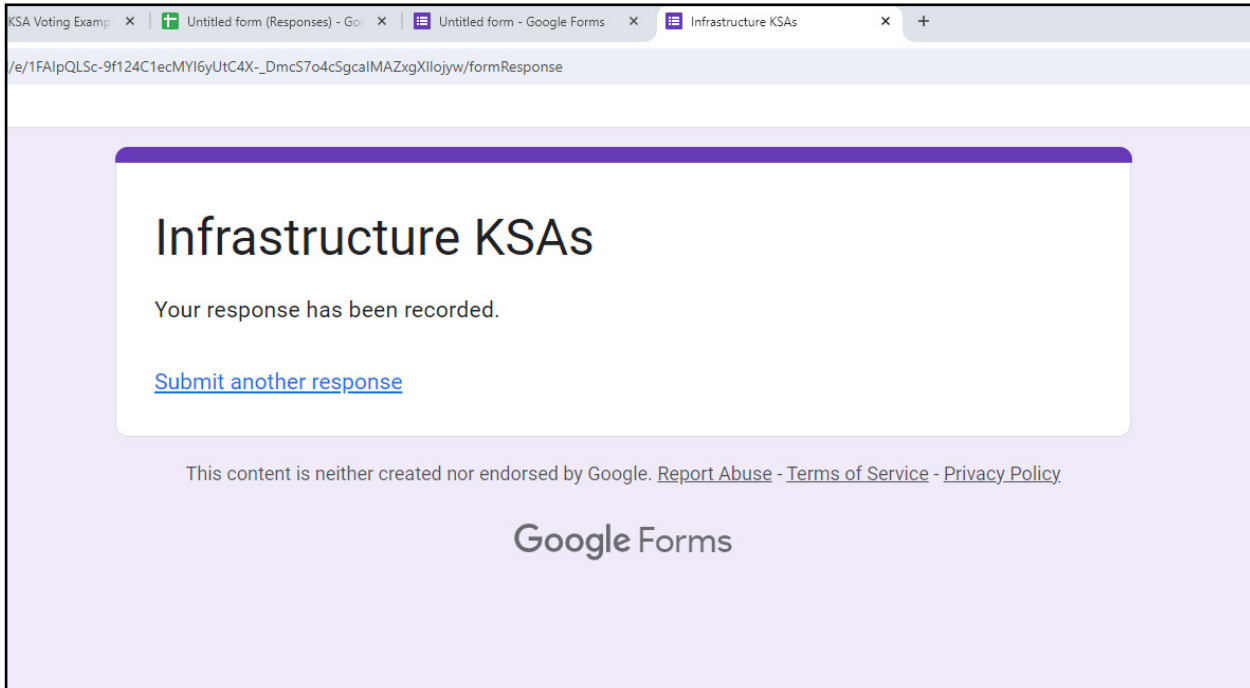 KSA Voting Examp
Untitled form (Responses) - Goo
Untitled form - Google Forms
Infrastructure KSAs
/e/1FAIpQLSc-9f124C1ecMYI6yUtC4X-_DmcS7o4cSgcaIMAZxgXIIojyw/formResponse
Infrastructure KSAs
Your response has been recorded.
Submit another response
This content is neither created nor endorsed by Google. Report Abuse - Terms of Service - Privacy Policy
Google Forms